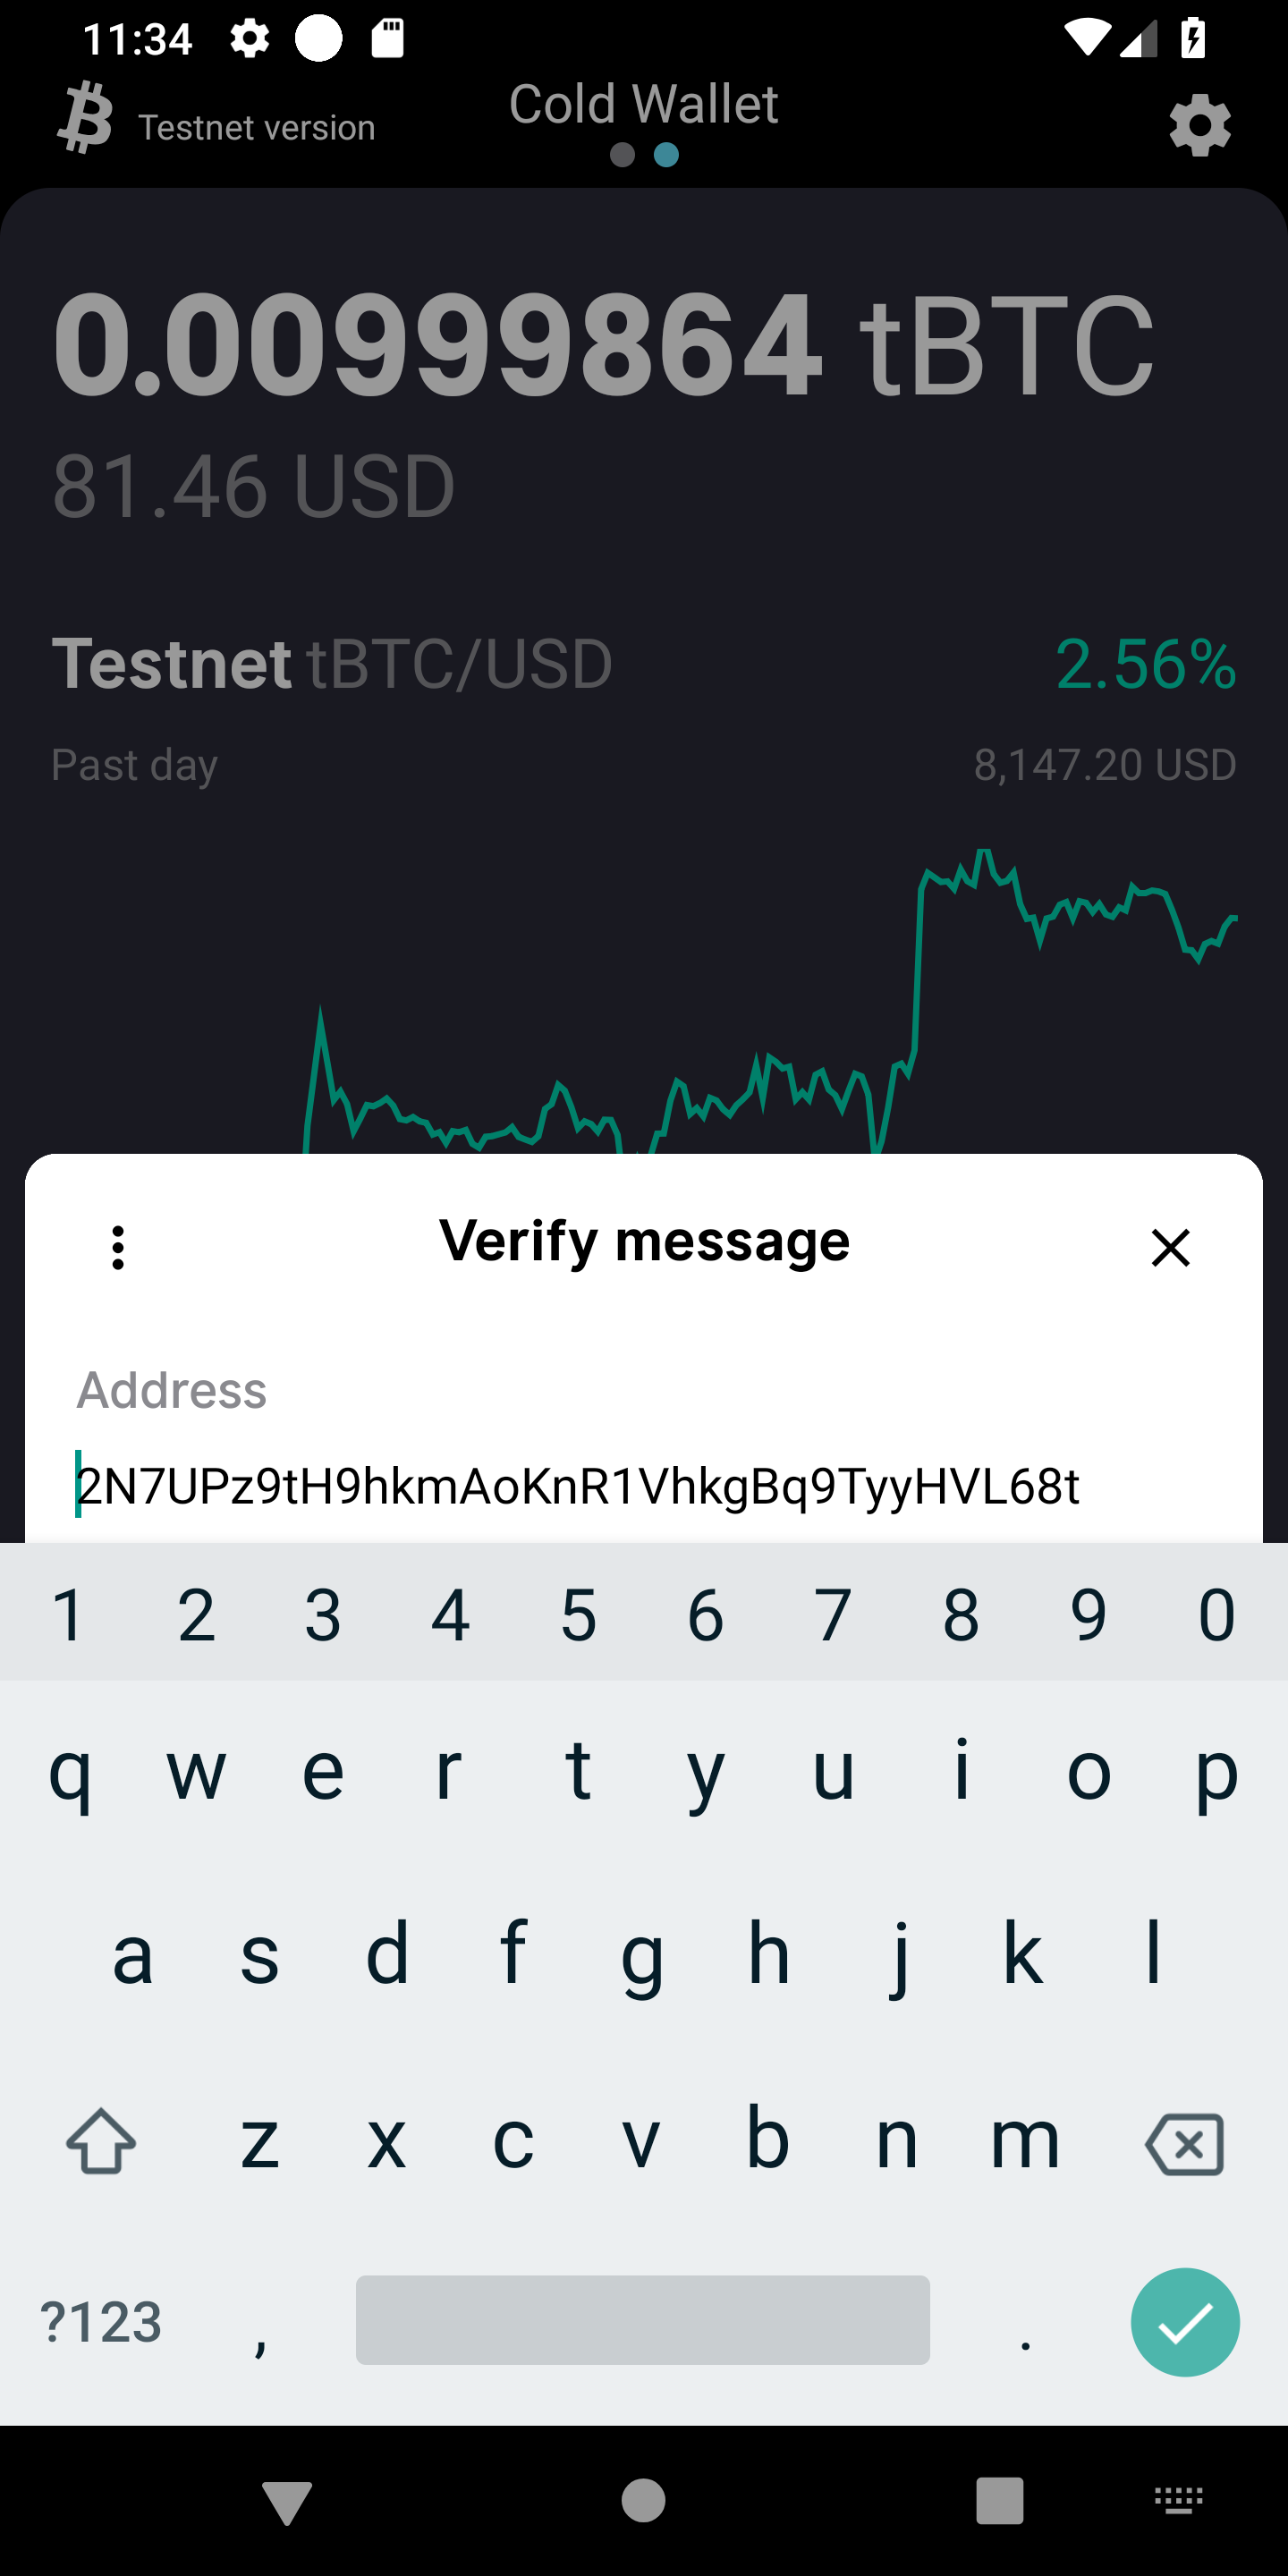 11:34
Testnet version
Cold Wallet
0.00999864 tBTC
81.46 USD
Testnet tBTC/USD 2.56%
Past day 8,147.20 USD
Verify message
Address
2N7UPz9tH9hkmAoKnR1VhkgBq9TyyHVL68t
1 2 3 4 5 6 7 8 9 0
q w e r t y u i o p
a s d f g h j k l
z x c v b n m
?123 , .